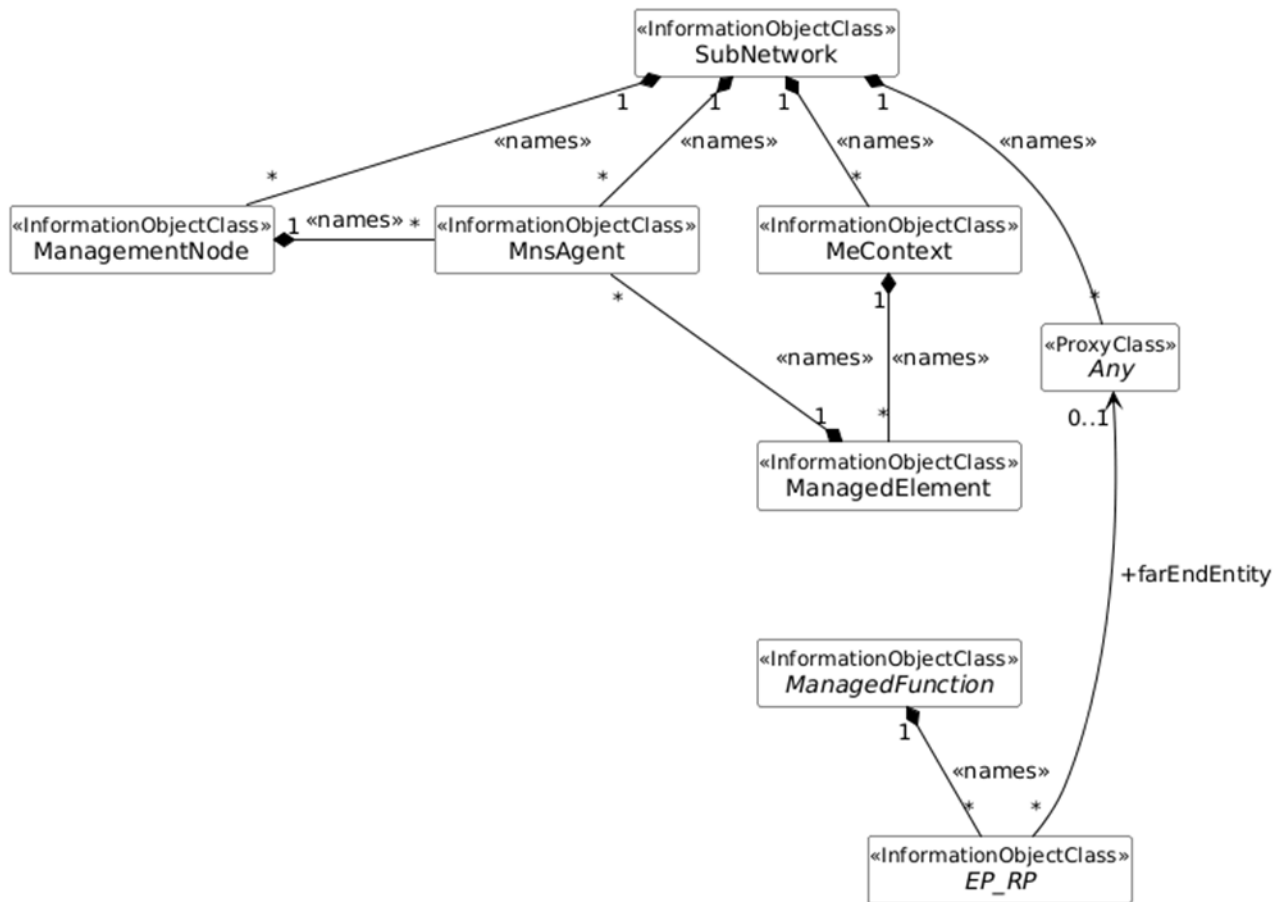 «InformationObjectClass»
SubNetwork
1
1
1
1
«names»
«names»
«names»
«names»
*
*
*
«InformationObjectClass»
ManagementNode
1
«names»
*
«InformationObjectClass»
MnsAgent
«InformationObjectClass»
MeContext
*
1
*
«ProxyClass»
Any
«names»
«names»
0..1
1
*
«InformationObjectClass»
ManagedElement
+farEndEntity
«InformationObjectClass»
ManagedFunction
1
«names»
*
*
«InformationObjectClass»
EP_RP